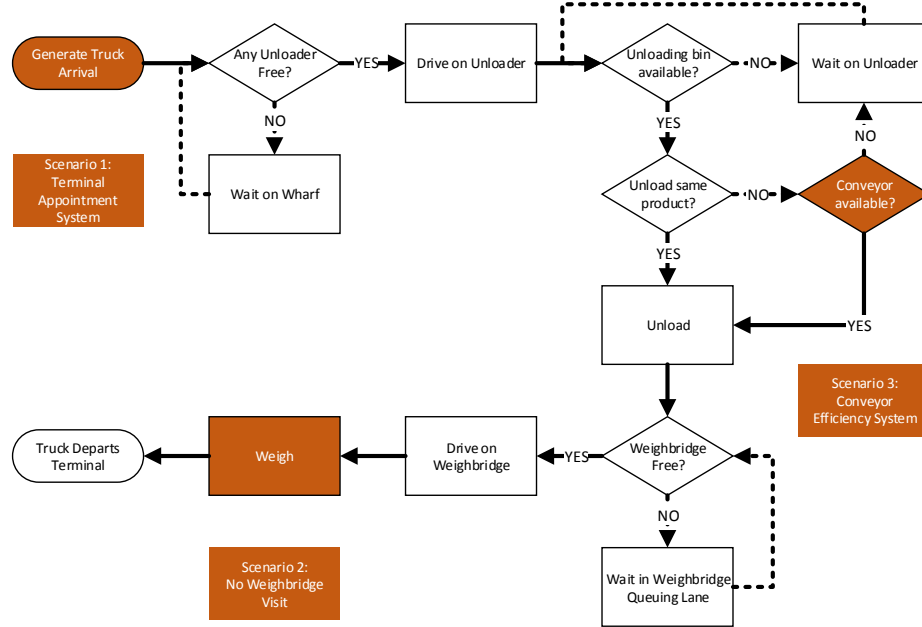 Generate Truck
Arrival
Any Unloader
Free?
YES
Drive on Unloader
Unloading bin
available?
NO
Wait on Unloader
NO
YES
NO
Scenario 1:
Terminal
Appointment
System
Wait on Wharf
Unload same
product?
NO
Conveyor
available?
YES
Unload
YES
Scenario 3:
Conveyor
Efficiency System
Truck Departs
Terminal
Weigh
Drive on
Weighbridge
YES
Weighbridge
Free?
NO
Scenario 2:
No Weighbridge
Visit
Wait in Weighbridge
Queuing Lane